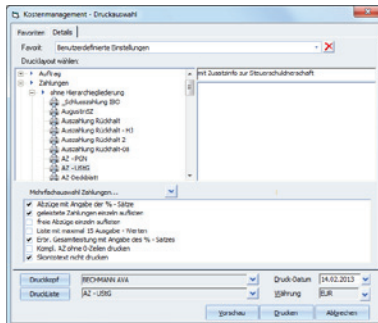 Kostenmanagement - Druckauswahl
Favoriten Details
Favorit Benutzerdefinierte Einstellungen
Drucklayout wählen:
Auftrag
Zahlungen
ohne Hierarchiegliederung
_Schlusszahlung IBO
AugustinSZ
Auszahlung Rückhalt
Auszahlung Rückhalt - HJ
Auszahlung Rückhalt 2
Auszahlung Rückhalt-08
AZ - PGN
AZ - UStG
AZ Deckblatt
mit Zusatzinfo zur Steuerschuldnerschaft
Mehrfachauswahl Zahlungen...
Abzüge mit Angabe der % - Sätze
geleistete Zahlungen einzeln auflisten
freie Abzüge einzeln auflisten
Liste mit maximal 15 Ausgabe - Werten
Erbr. Gesamtleistung mit Angabe des % - Satzes
Kompl. AZ ohne 0-Zeilen drucken
Skontotext nicht drucken
Druckkopf BECHMANN AVA Druck-Datum 14.02.2013
DruckListe AZ - UStG Währung EUR
Vorschau Drucken Abbrechen